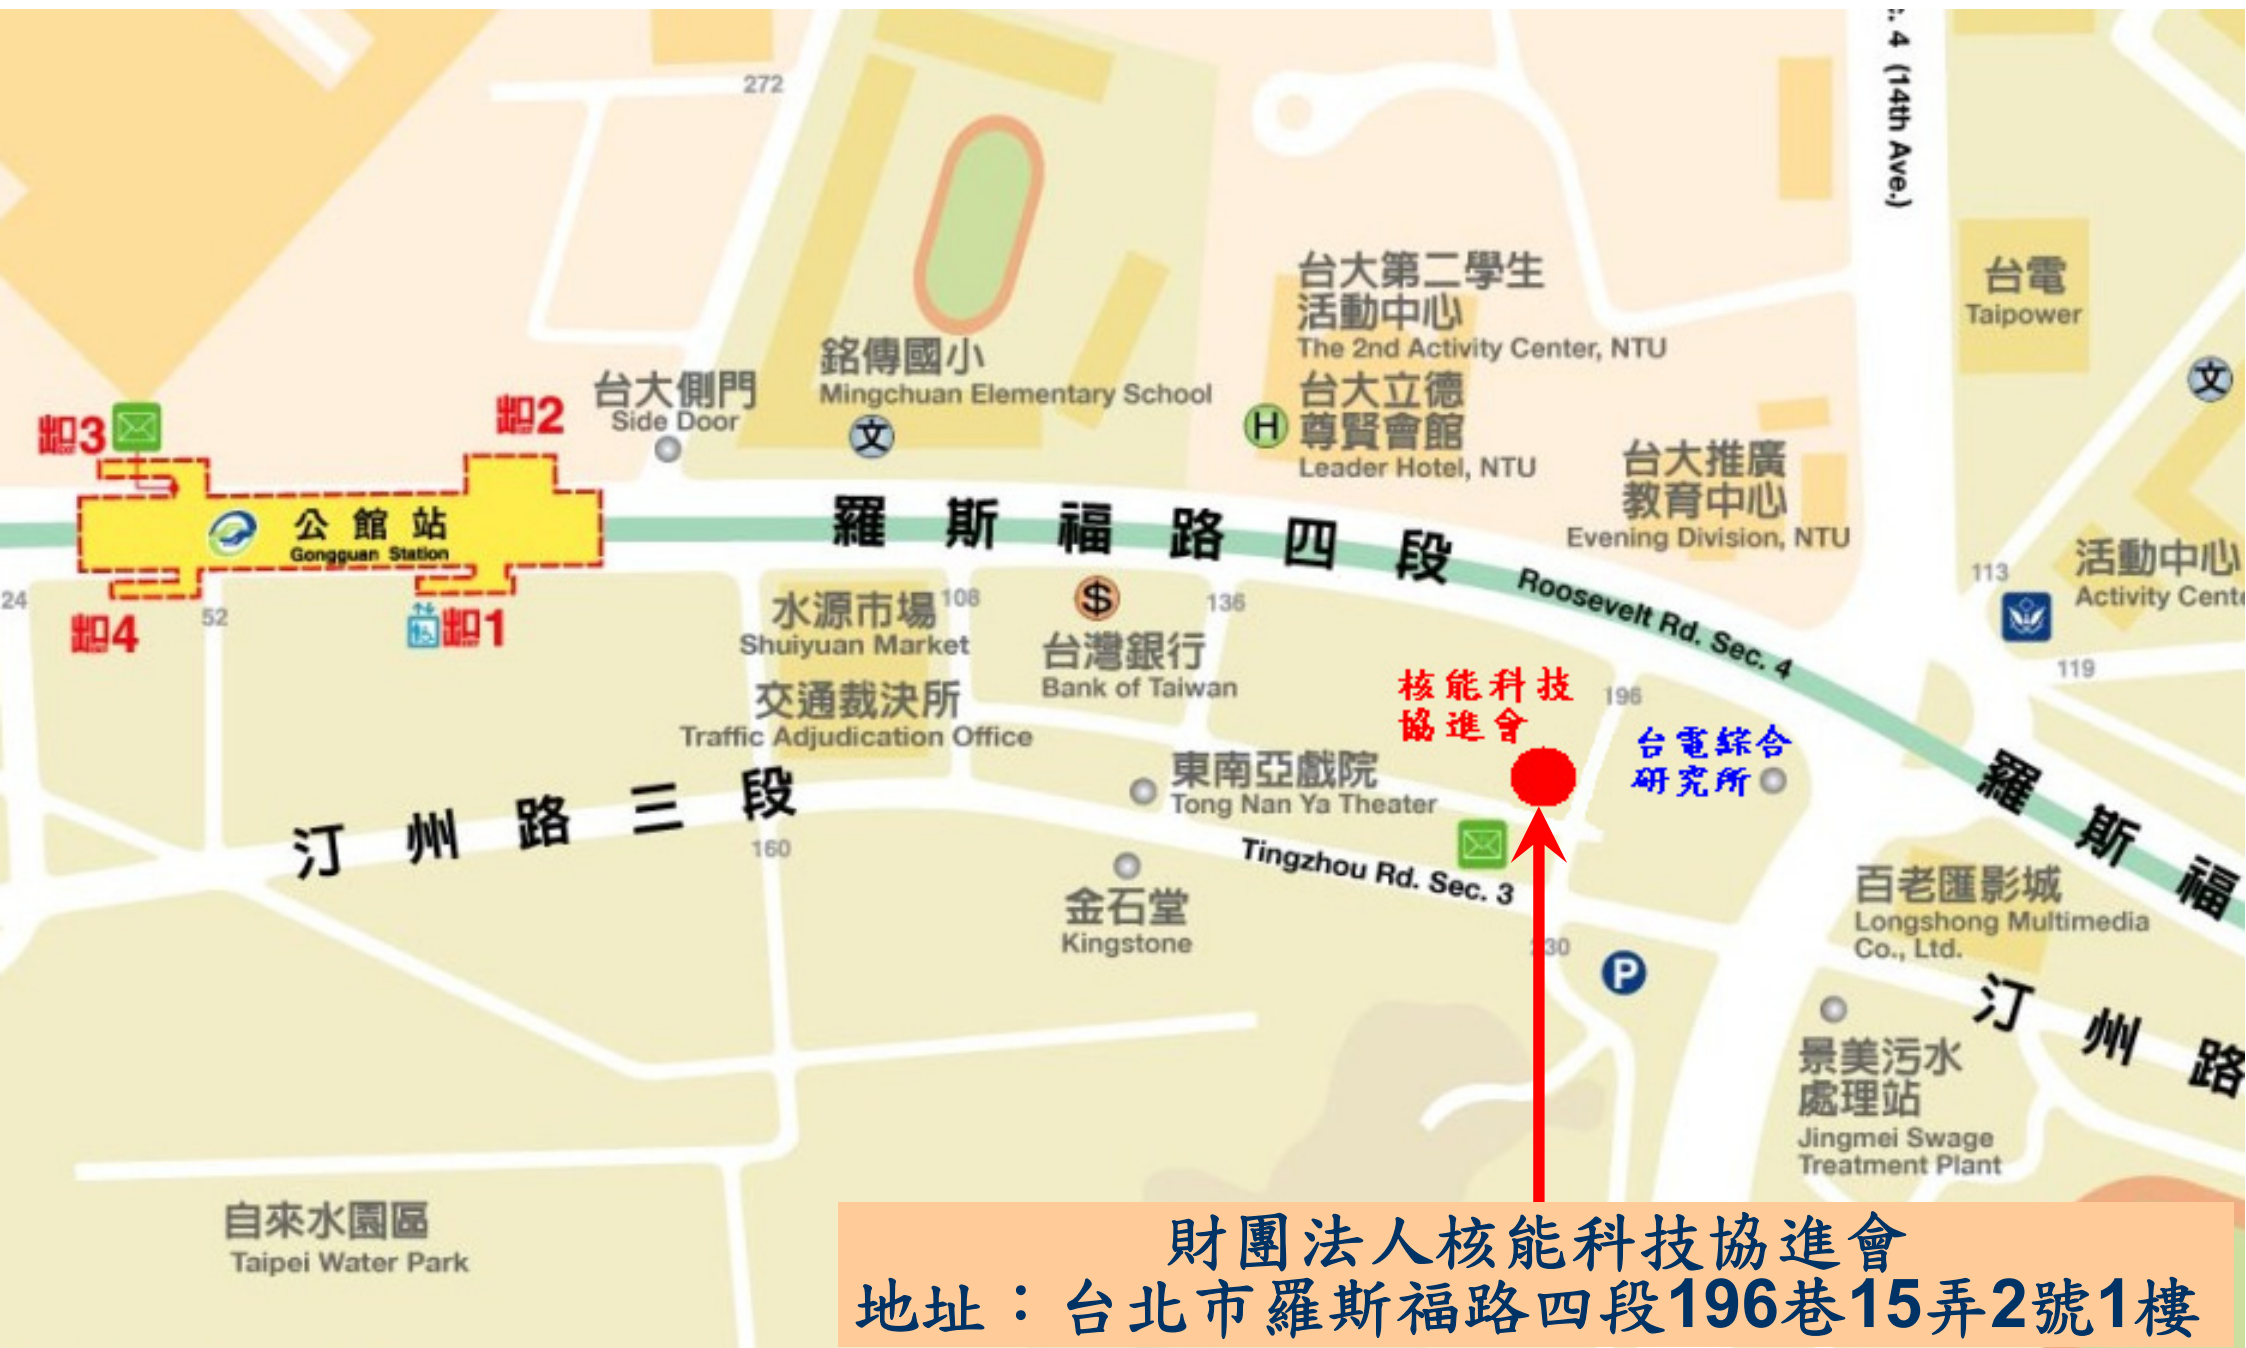 272
. 4 (14th Ave.)
台大第二學生
活動中心
The 2nd Activity Center, NTU
台電
Taipower
銘傳國小
Mingchuan Elementary School
文
文
台大側門
Side Door
台大立德
尊賢會館
Leader Hotel, NTU
H
出口3
出口2
台大推廣
教育中心
Evening Division, NTU
公館站
Gongguan Station
羅斯福路四段
Roosevelt Rd. Sec. 4
113
活動中心
Activity Cente
24
52
出口4
出口1
水源市場
Shuiyuan Market
108
$
136
台灣銀行
Bank of Taiwan
119
核能科技
協進會
196
交通裁決所
Traffic Adjudication Office
台電綜合
研究所
東南亞戲院
Tong Nan Ya Theater
汀州路三段
160
Tingzhou Rd. Sec. 3
羅斯福
金石堂
Kingstone
百老匯影城
Longshong Multimedia
Co., Ltd.
230
P
汀州路
景美污水
處理站
Jingmei Swage
Treatment Plant
自來水園區
Taipei Water Park
財團法人核能科技協進會
地址：台北市羅斯福路四段196巷15弄2號1樓